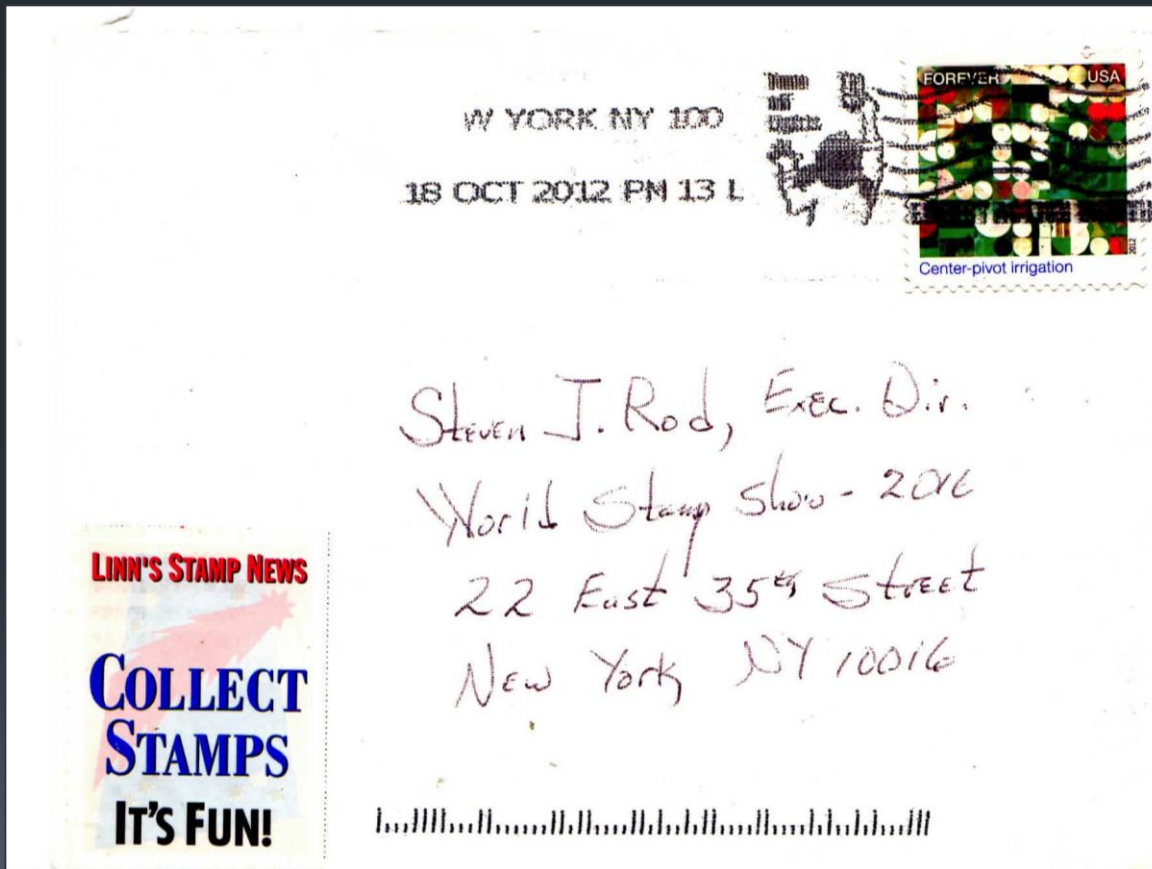 W YORK NY 100
18 OCT 2012 PM 13 L
FOREVER USA
2012
Center-pivot irrigation
Steven J. Rod, Exec. Dir.
World Stamp Show - 2016
22 East 35th Street
New York NY 10016
LINN'S STAMP NEWS
COLLECT
STAMPS
IT'S FUN!